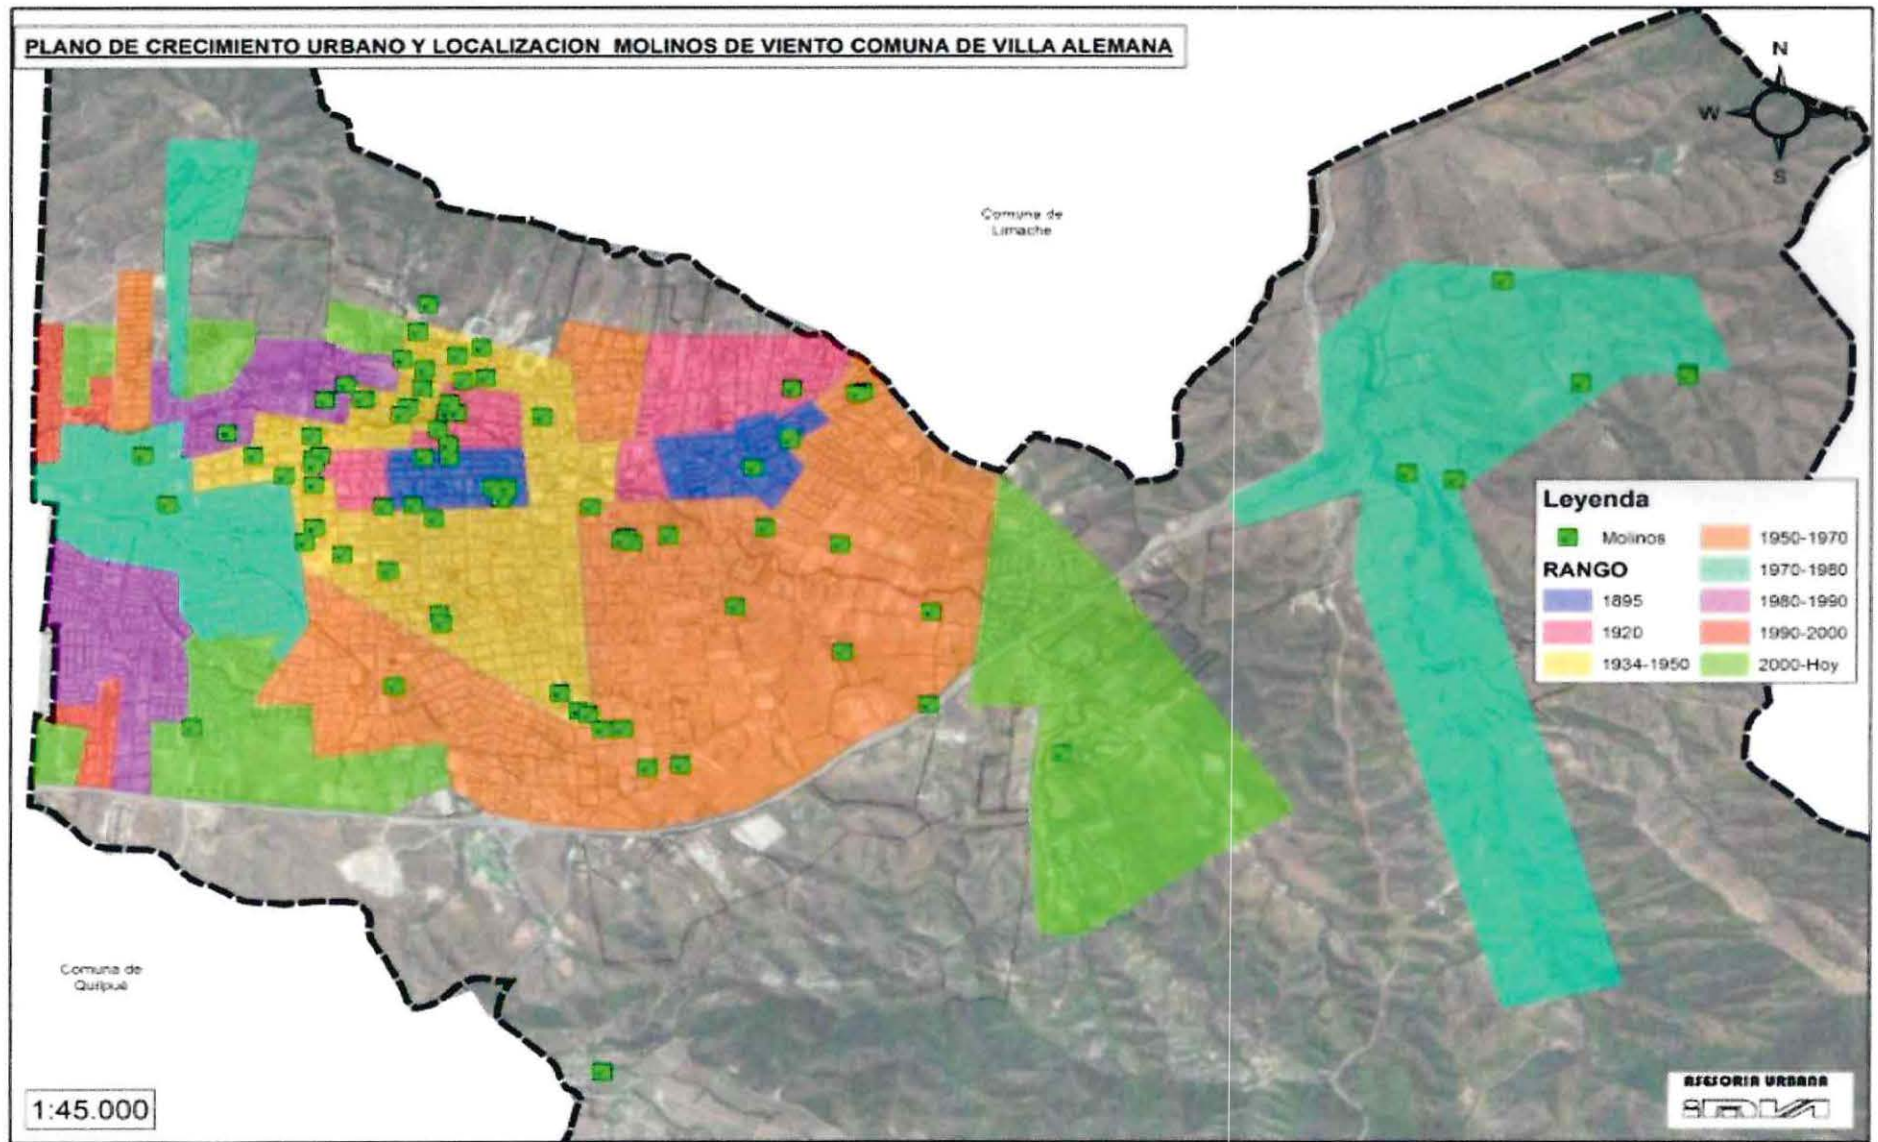 PLANO DE CRECIMIENTO URBANO Y LOCALIZACION MOLINOS DE VIENTO COMUNA DE VILLA ALEMANA
N
W
E
S
Comuna de
Limache
Leyenda
Molinos
RANGO
1895
1920
1934-1950
1950-1970
1970-1980
1980-1990
1990-2000
2000-Hoy
Comuna de
Quilpué
1:45.000
ASESORIA URBANA